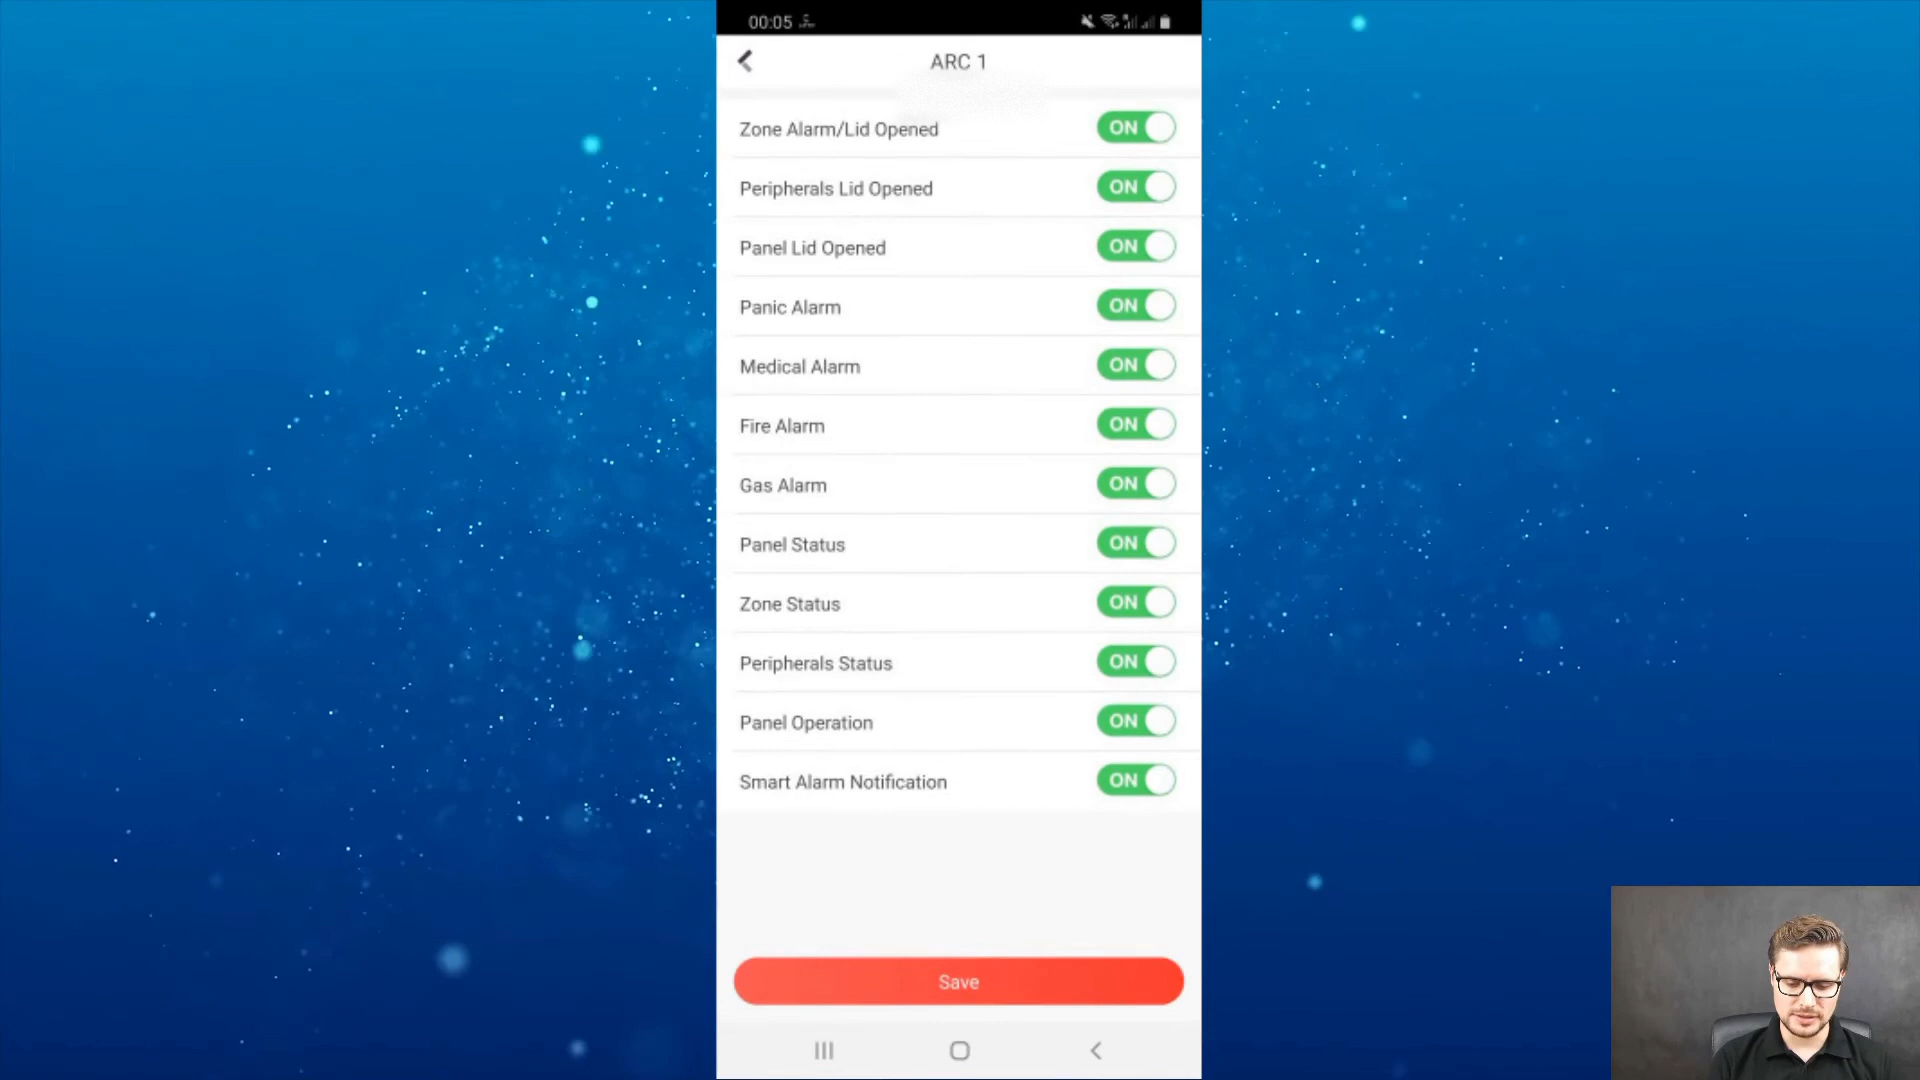 00:05
ARC 1
Zone Alarm/Lid Opened ON
Peripherals Lid Opened ON
Panel Lid Opened ON
Panic Alarm ON
Medical Alarm ON
Fire Alarm ON
Gas Alarm ON
Panel Status ON
Zone Status ON
Peripherals Status ON
Panel Operation ON
Smart Alarm Notification ON
Save